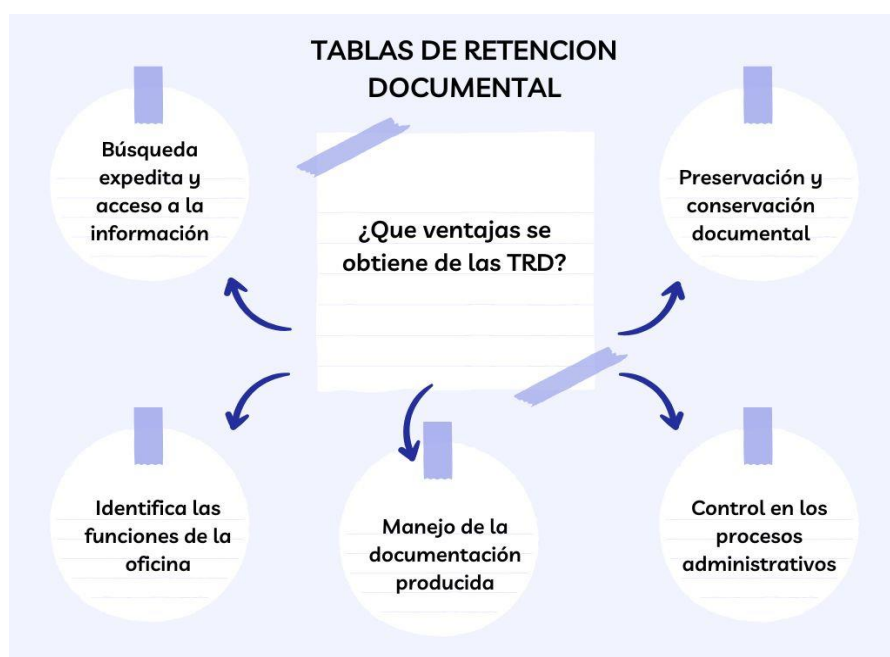 TABLAS DE RETENCION
DOCUMENTAL
Búsqueda
expedita y
acceso a la
información
¿Que ventajas se
obtiene de las TRD?
Preservación y
conservación
documental
Identifica las
funciones de la
oficina
Manejo de la
documentación
producida
Control en los
procesos
administrativos